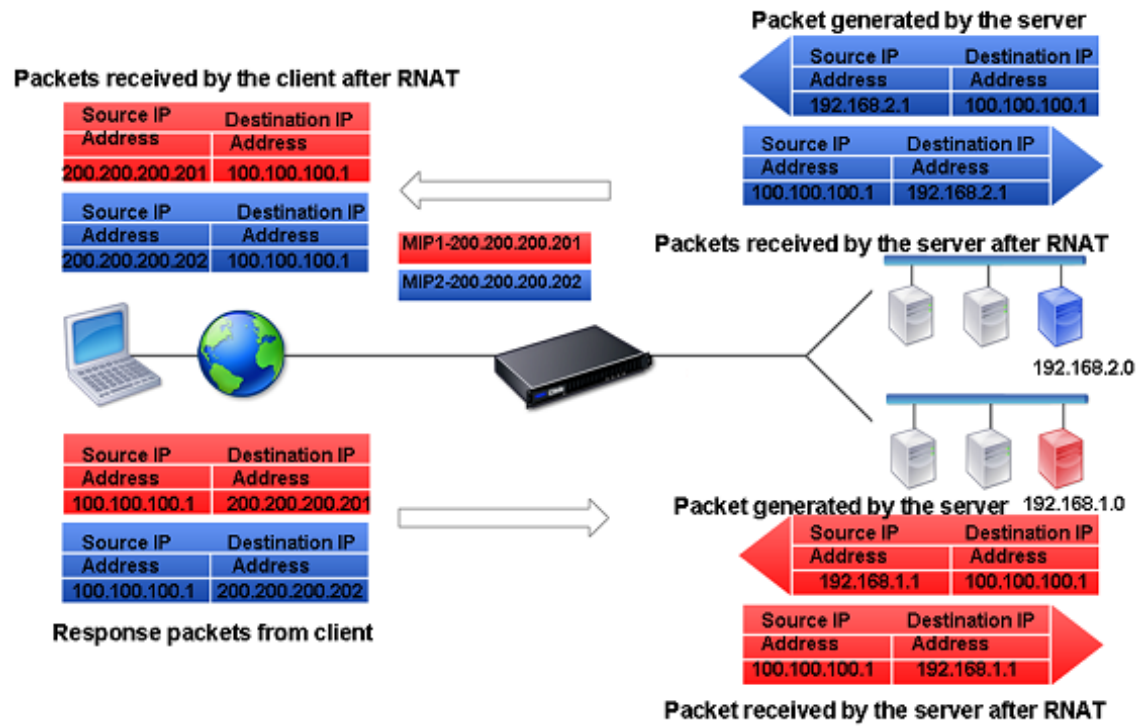 Packet generated by the server
Source IP Destination IP
Address Address
192.168.2.1 100.100.100.1
Source IP Destination IP
Address Address
100.100.100.1 192.168.2.1
Packets received by the server after RNAT
Packets received by the client after RNAT
Source IP Destination IP
Address Address
200.200.200.201 100.100.100.1
Source IP Destination IP
Address Address
200.200.200.202 100.100.100.1
MIP1-200.200.200.201
MIP2-200.200.200.202
192.168.2.0
192.168.1.0
Source IP Destination IP
Address Address
100.100.100.1 200.200.200.201
Source IP Destination IP
Address Address
100.100.100.1 200.200.200.202
Response packets from client
Packet generated by the server
Source IP Destination IP
Address Address
192.168.1.1 100.100.100.1
Source IP Destination IP
Address Address
100.100.100.1 192.168.1.1
Packet received by the server after RNAT